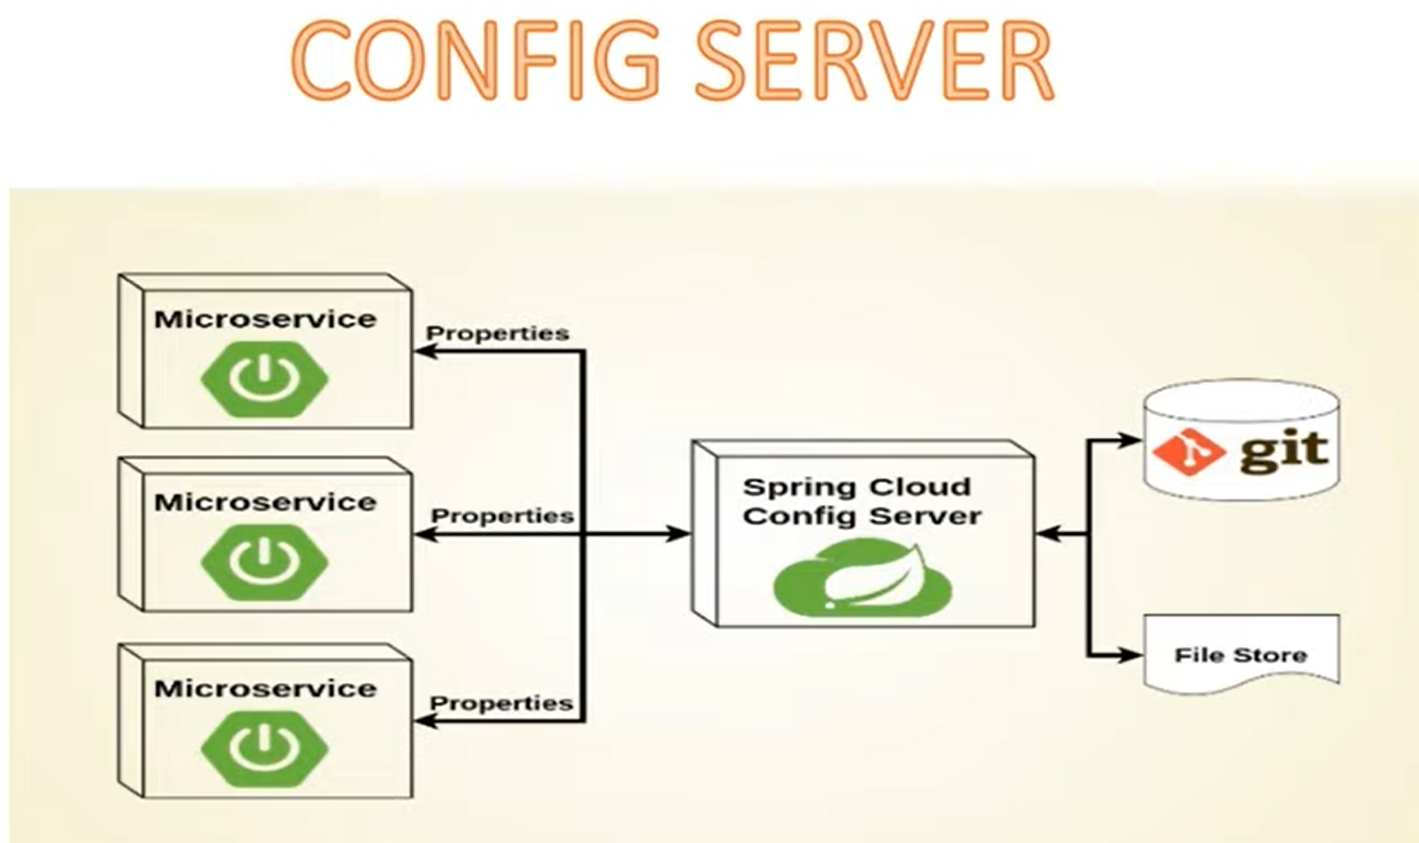 CONFIG SERVER
Microservice
Properties
Microservice
Properties
Microservice
Properties
Spring Cloud
Config Server
git
File Store